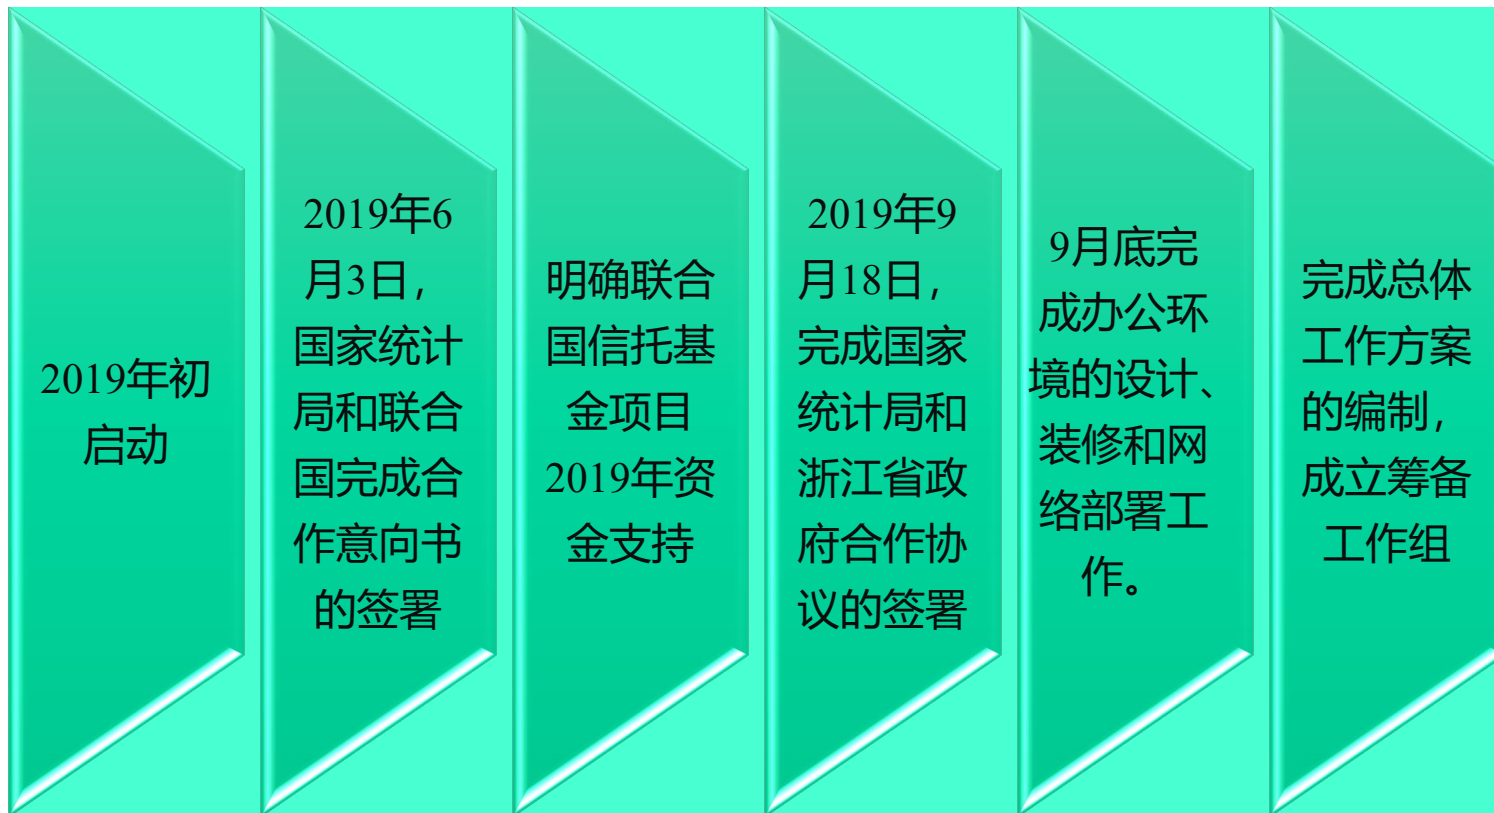 2019年初
启动
2019年6
月3日，
国家统计
局和联合
国完成合
作意向书
的签署
明确联合
国信托基
金项目
2019年资
金支持
2019年9
月18日，
完成国家
统计局和
浙江省政
府合作协
议的签署
9月底完
成办公环
境的设计、
装修和网
络部署工
作。
完成总体
工作方案
的编制，
成立筹备
工作组